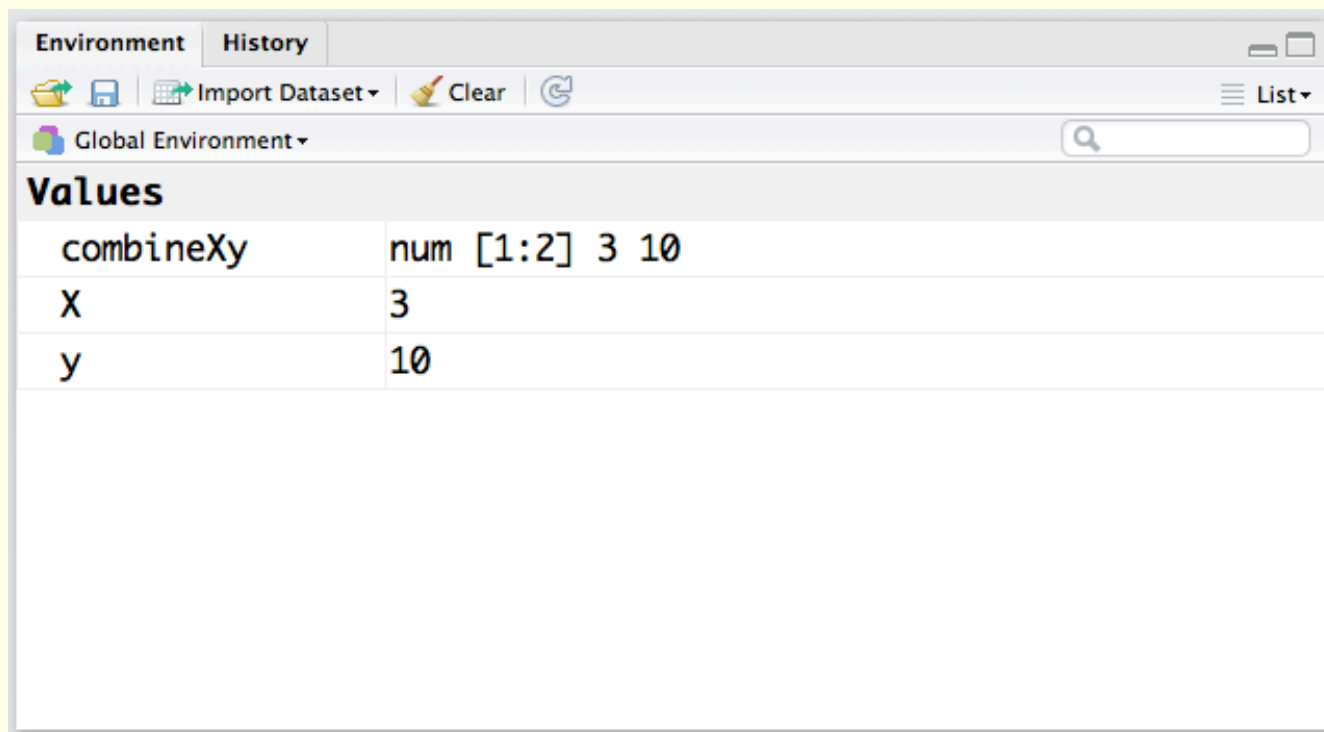 Environment History
Import Dataset Clear List
Global Environment
Values
combineXy num [1:2] 3 10
X 3
y 10